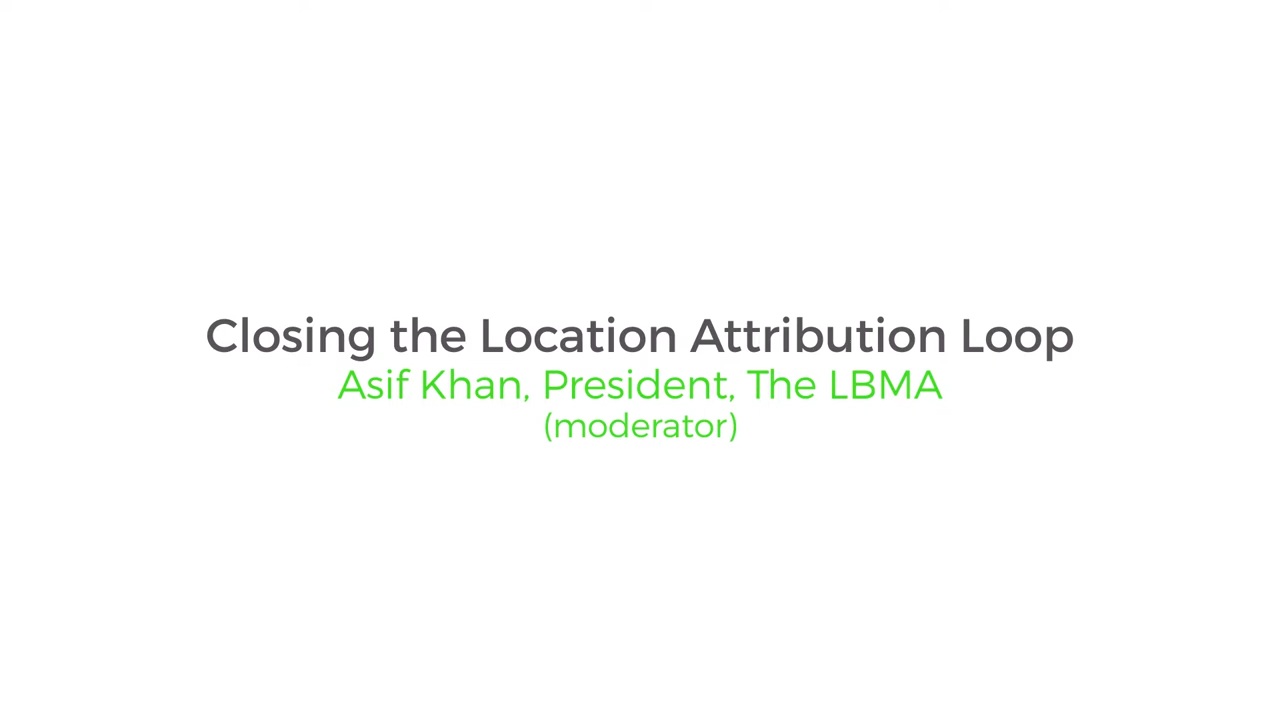 Closing the Location Attribution Loop
Asif Khan, President, The LBMA
(moderator)